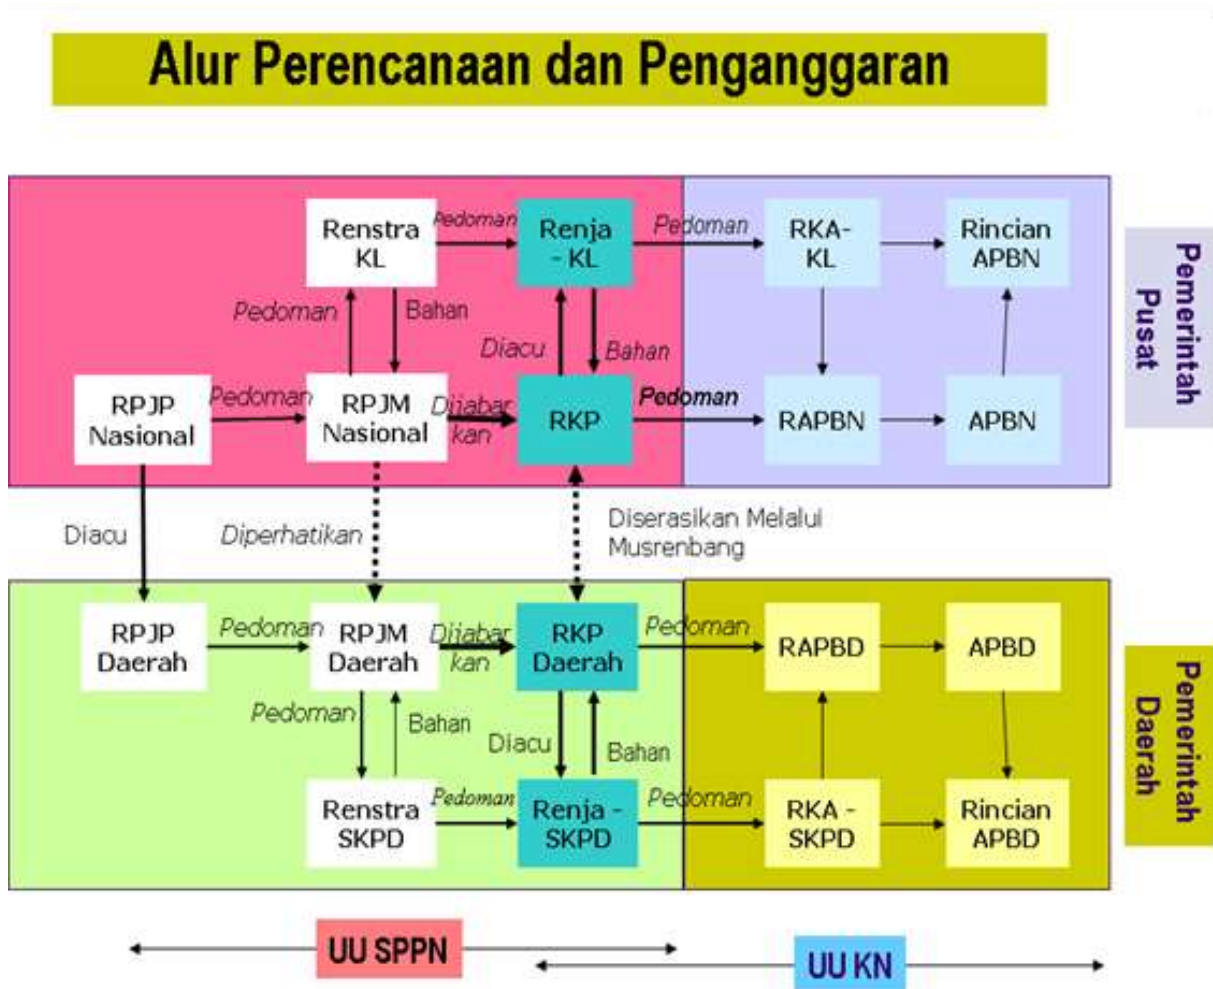 Alur Perencanaan dan Penganggaran
Renstra
KL
Pedoman
Renja
- KL
Pedoman
RKA-
KL
Rincian
APBN
Pemerintah
Pusat
Pedoman
Bahan
Diacu
Bahan
RPJP
Nasional
Pedoman
RPJM
Nasional
Dijabar
kan
RKP
Pedoman
RAPBN
APBN
Diacu
Diperhatikan
Diserasikan Melalui
Musrenbang
RPJP
Daerah
Pedoman
RPJM
Daerah
Dijabar
kan
RKP
Daerah
Pedoman
RAPBD
APBD
Pemerintah
Daerah
Pedoman
Bahan
Diacu
Bahan
Renstra
SKPD
Pedoman
Renja -
SKPD
Pedoman
RKA -
SKPD
Rincian
APBD
UU SPPN
UU KN